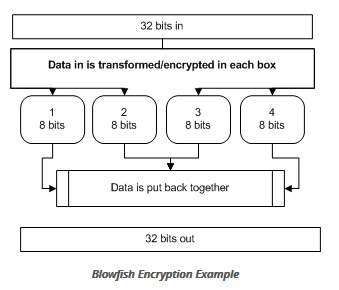 32 bits in
Data in is transformed/encrypted in each box
1
8 bits
2
8 bits
3
8 bits
4
8 bits
Data is put back together
32 bits out
Blowfish Encryption Example